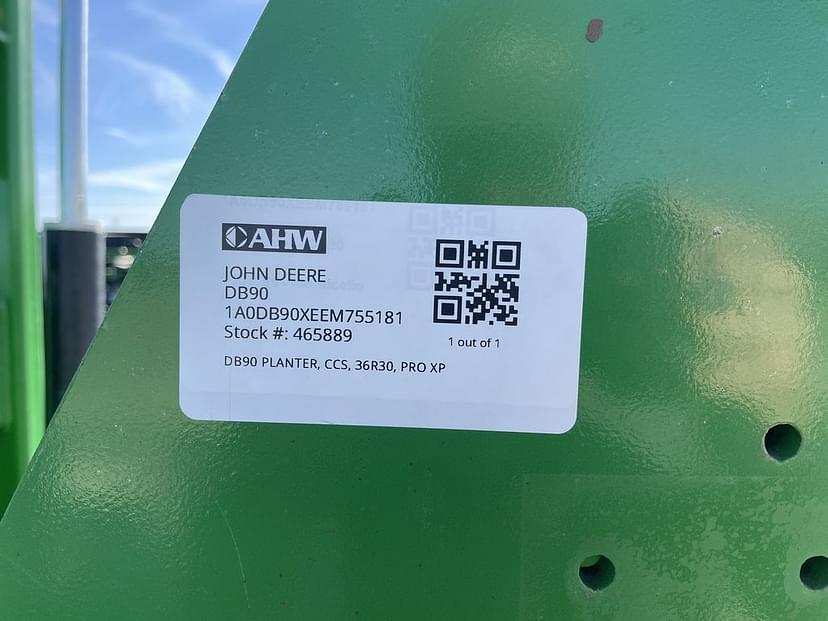 AHW
JOHN DEERE
DB90
1A0DB90XEEM755181
Stock #: 465889
1 out of 1
DB90 PLANTER, CCS, 36R30, PRO XP